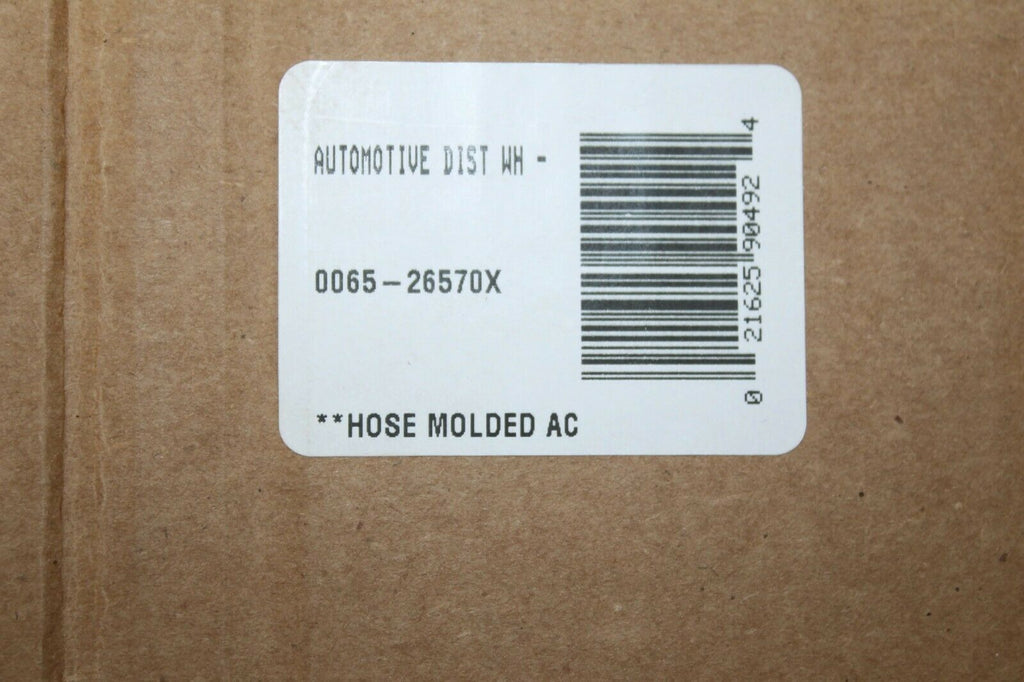 AUTOMOTIVE DIST WH -
0065-26570X
**HOSE MOLDED AC
0 21625 90492 4